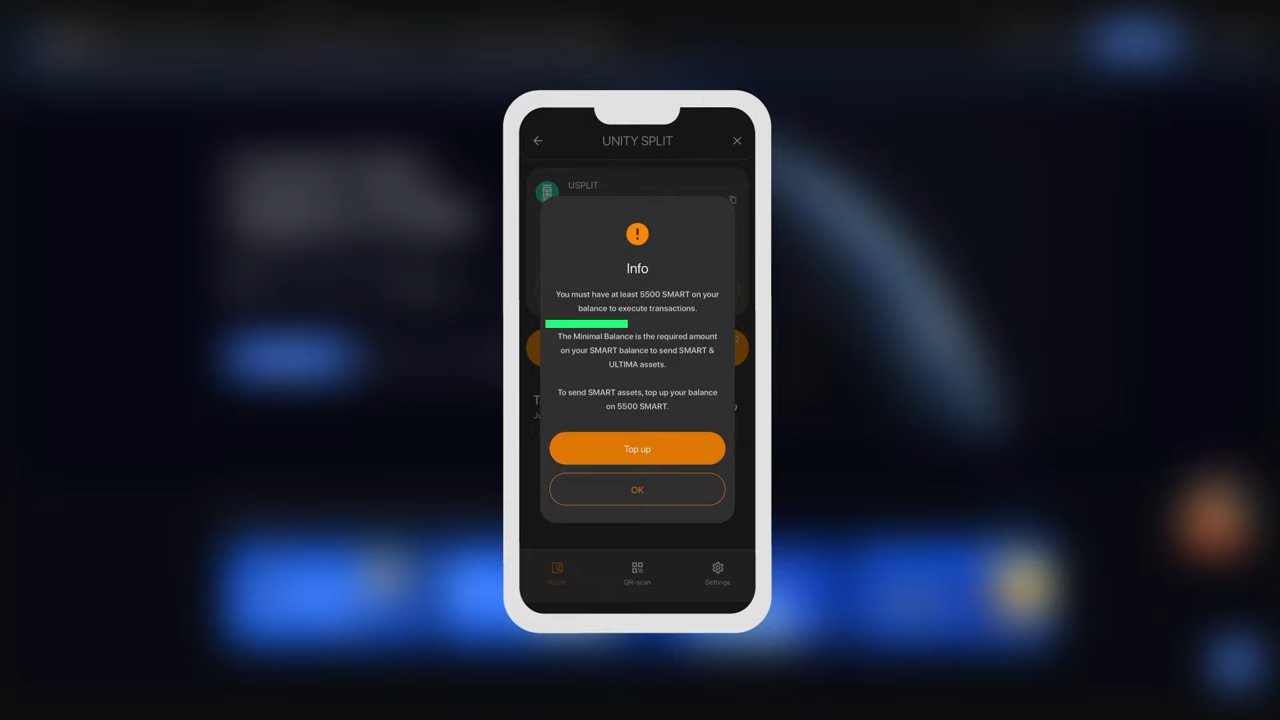 UNITY SPLIT
USPLIT
Info
You must have at least 5500 SMART on your
balance to execute transactions.
The Minimal Balance is the required amount
on your SMART balance to send SMART &
ULTIMA assets.
To send SMART assets, top up your balance
on 5500 SMART.
Top up
OK
Wallet
QR-scan
Settings